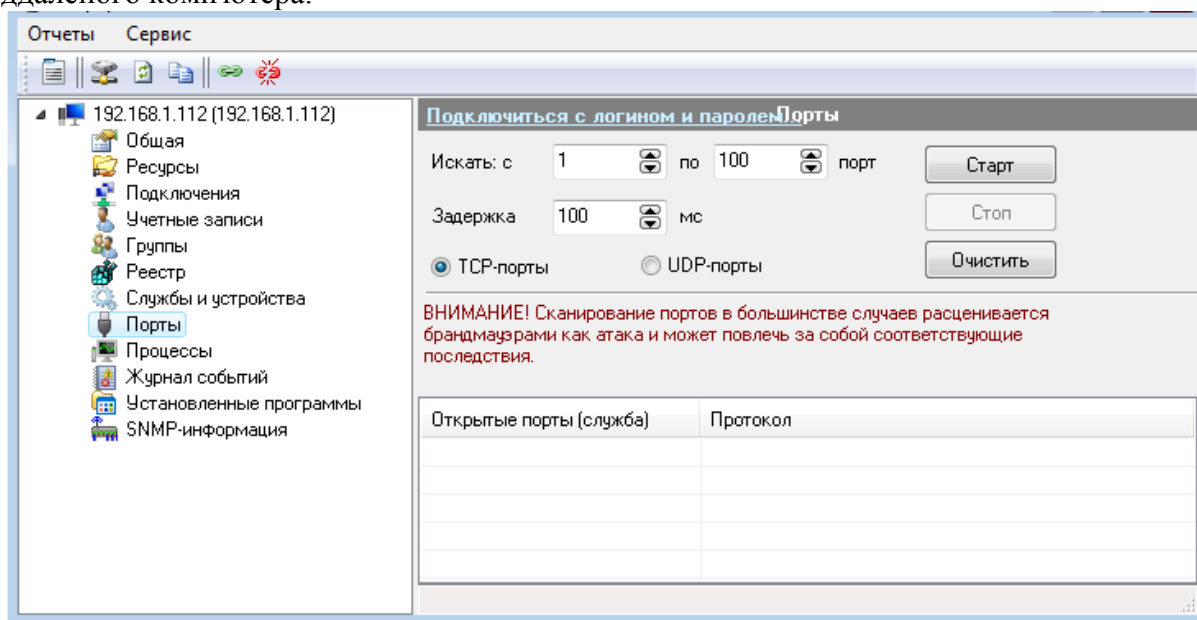 ддаленого комп'ютера.
Отчеты Сервис
192.168.1.112 (192.168.1.112)
Общая
Ресурсы
Подключения
Учетные записи
Группы
Реестр
Службы и устройства
Порты
Процессы
Журнал событий
Установленные программы
SNMP-информация
Подключиться с логином и паролем Порты
Искать: с 1 по 100 порт Старт
Задержка 100 мс Стоп
TCP-порты UDP-порты Очистить
ВНИМАНИЕ! Сканирование портов в большинстве случаев расценивается
брандмауэрами как атака и может повлечь за собой соответствующие
последствия.
Открытые порты (служба) Протокол